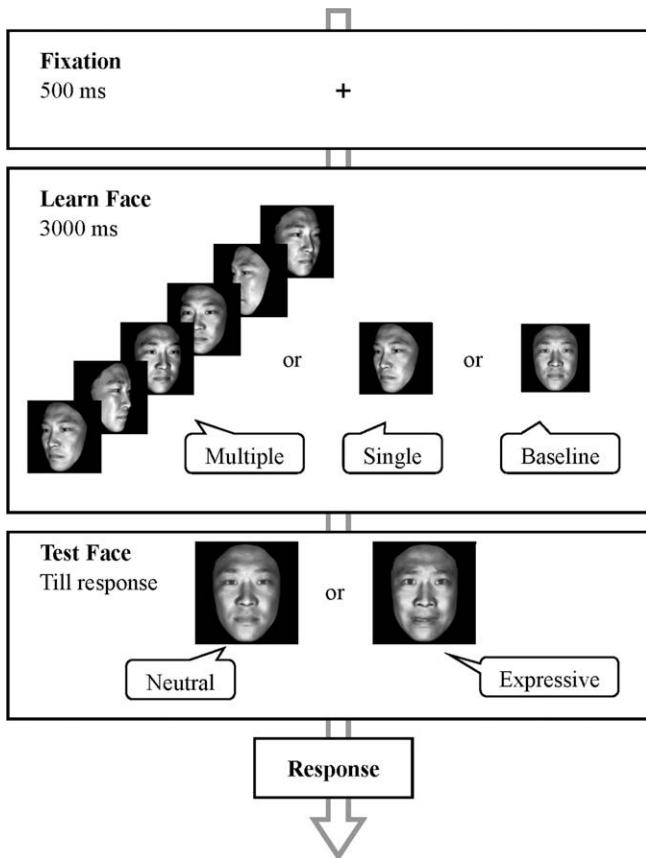 Fixation
500 ms
+
Learn Face
3000 ms
or
or
Multiple
Single
Baseline
Test Face
Till response
or
Neutral
Expressive
Response